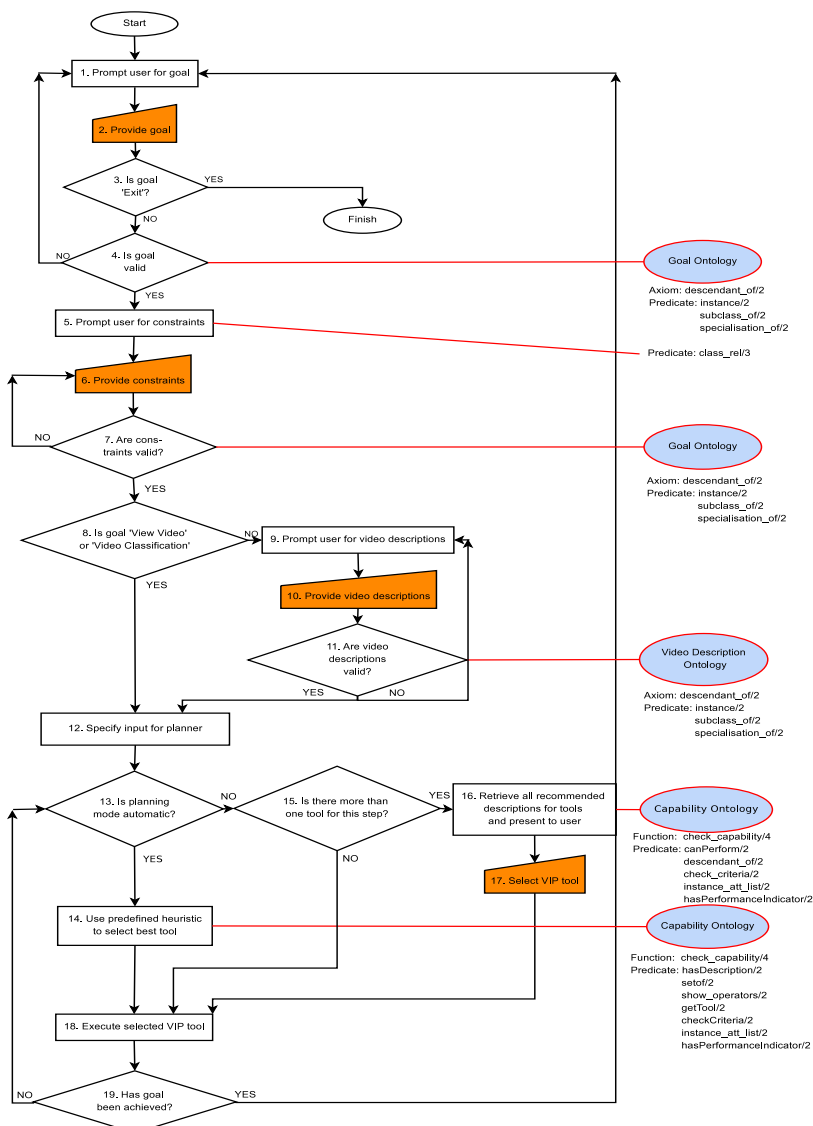 Start
1. Prompt user for goal
2. Provide goal
3. Is goal
'Exit'?
YES
NO
Finish
4. Is goal
valid
NO
YES
Goal Ontology
Axiom: descendant_of/2
Predicate: instance/2
subclass_of/2
specialisation_of/2
5. Prompt user for constraints
Predicate: class_rel/3
6. Provide constraints
7. Are cons-
traints valid?
NO
YES
Goal Ontology
Axiom: descendant_of/2
Predicate: instance/2
subclass_of/2
specialisation_of/2
8. Is goal 'View Video'
or 'Video Classification'
NO
YES
9. Prompt user for video descriptions
10. Provide video descriptions
11. Are video
descriptions
valid?
YES
NO
Video Description
Ontology
Axiom: descendant_of/2
Predicate: instance/2
subclass_of/2
specialisation_of/2
12. Specify input for planner
13. Is planning
mode automatic?
NO
YES
15. Is there more than
one tool for this step?
YES
NO
16. Retrieve all recommended
descriptions for tools
and present to user
Capability Ontology
Function: check_capability/4
Predicate: canPerform/2
descendant_of/2
check_criteria/2
instance_att_list/2
hasPerformanceIndicator/2
17. Select VIP tool
14. Use predefined heuristic
to select best tool
Capability Ontology
Function: check_capability/4
Predicate: hasDescription/2
setof/2
show_operators/2
getTool/2
checkCriteria/2
instance_att_list/2
hasPerformanceIndicator/2
18. Execute selected VIP tool
19. Has goal
been achieved?
NO
YES